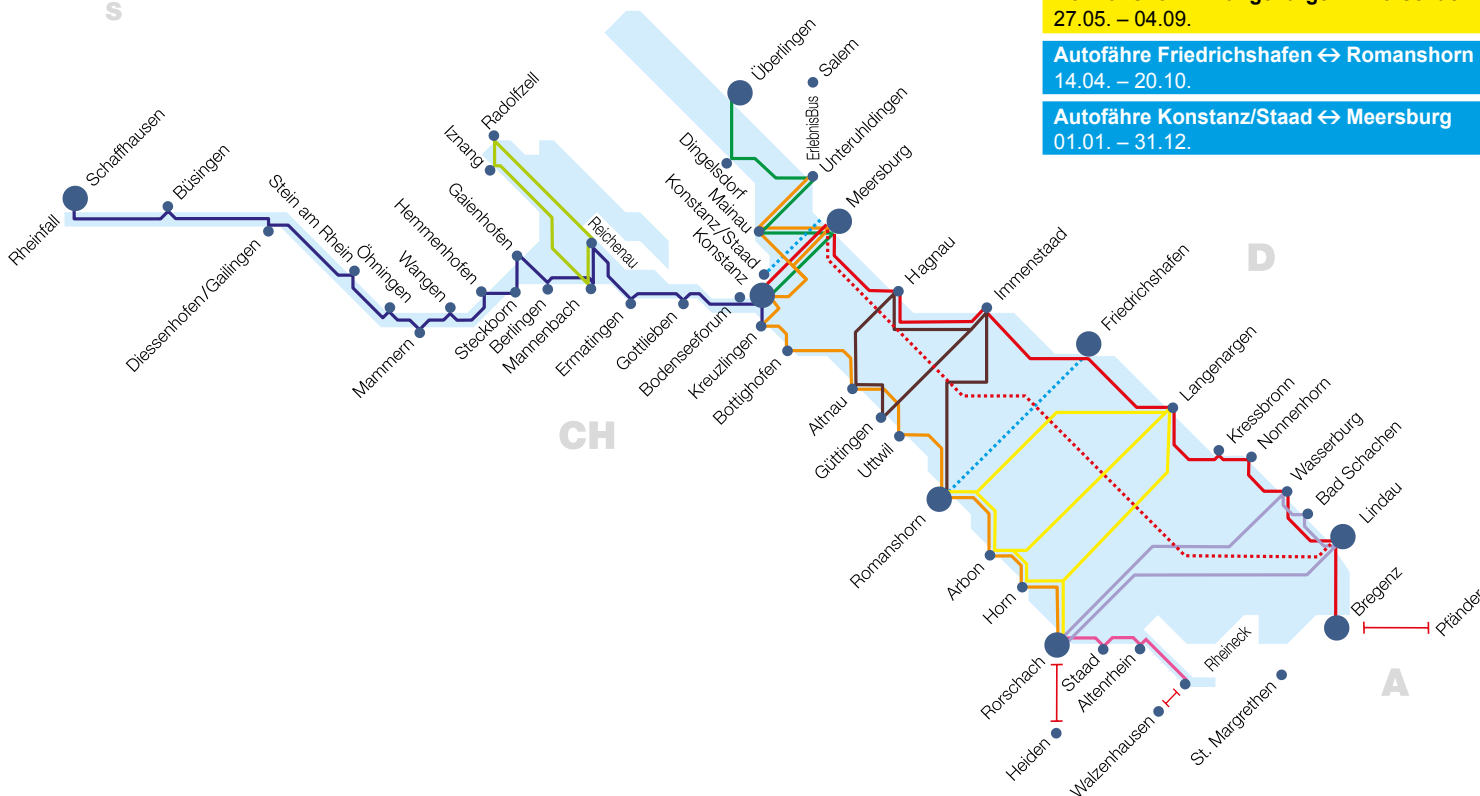 27.05. – 04.09.
Autofähre Friedrichshafen ↔ Romanshorn
14.04. – 20.10.
Autofähre Konstanz/Staad ↔ Meersburg
01.01. – 31.12.
Überlingen
Salem
ErlebnisBus
Radolfzell
Iznang
Dingelsdorf
Unteruhldingen
Mainau
Meersburg
Konstanz/Staad
Konstanz
Schaffhausen
Rheinfall
Büsingen
Diessenhofen/Gailingen
Stein am Rhein
Öhningen
Mammern
Wangen
Hemmenhofen
Gaienhofen
Steckborn
Berlingen
Mannenbach
Reichenau
Ermatingen
Gottlieben
Bodenseeforum
Kreuzlingen
Bottighofen
Hagnau
Immenstaad
D
Friedrichshafen
Altnau
Güttingen
Uttwil
CH
Langenargen
Kressbronn
Nonnenhorn
Wasserburg
Bad Schachen
Lindau
Romanshorn
Arbon
Horn
Bregenz
Pfänder
Rorschach
Staad
Altenrhein
Rheineck
A
Heiden
Walzenhausen
St. Margrethen